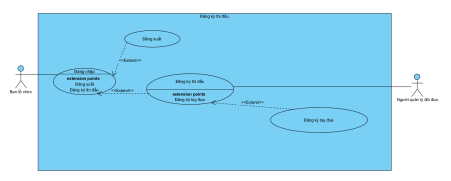 Đăng ký thi đấu
Đăng xuất
<<Extend>>
Đăng nhập
extension points
Đăng xuất
Đăng ký thi đấu
Ban tổ chức
<<Extend>>
Đăng ký thi đấu
extension points
Đăng ký tay đua
<<Extend>>
Người quản lý đội đua
Đăng ký tay đua